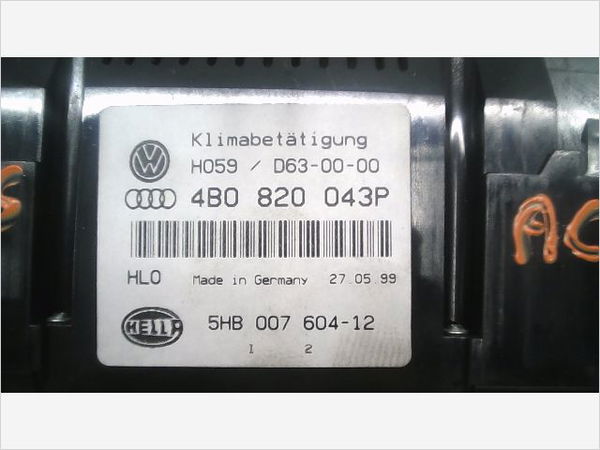 Klimabetätigung
H059 / D63-00-00
4B0 820 043P
HLO Made in Germany 27.05.99
HELLA
5HB 007 604-12
1 2